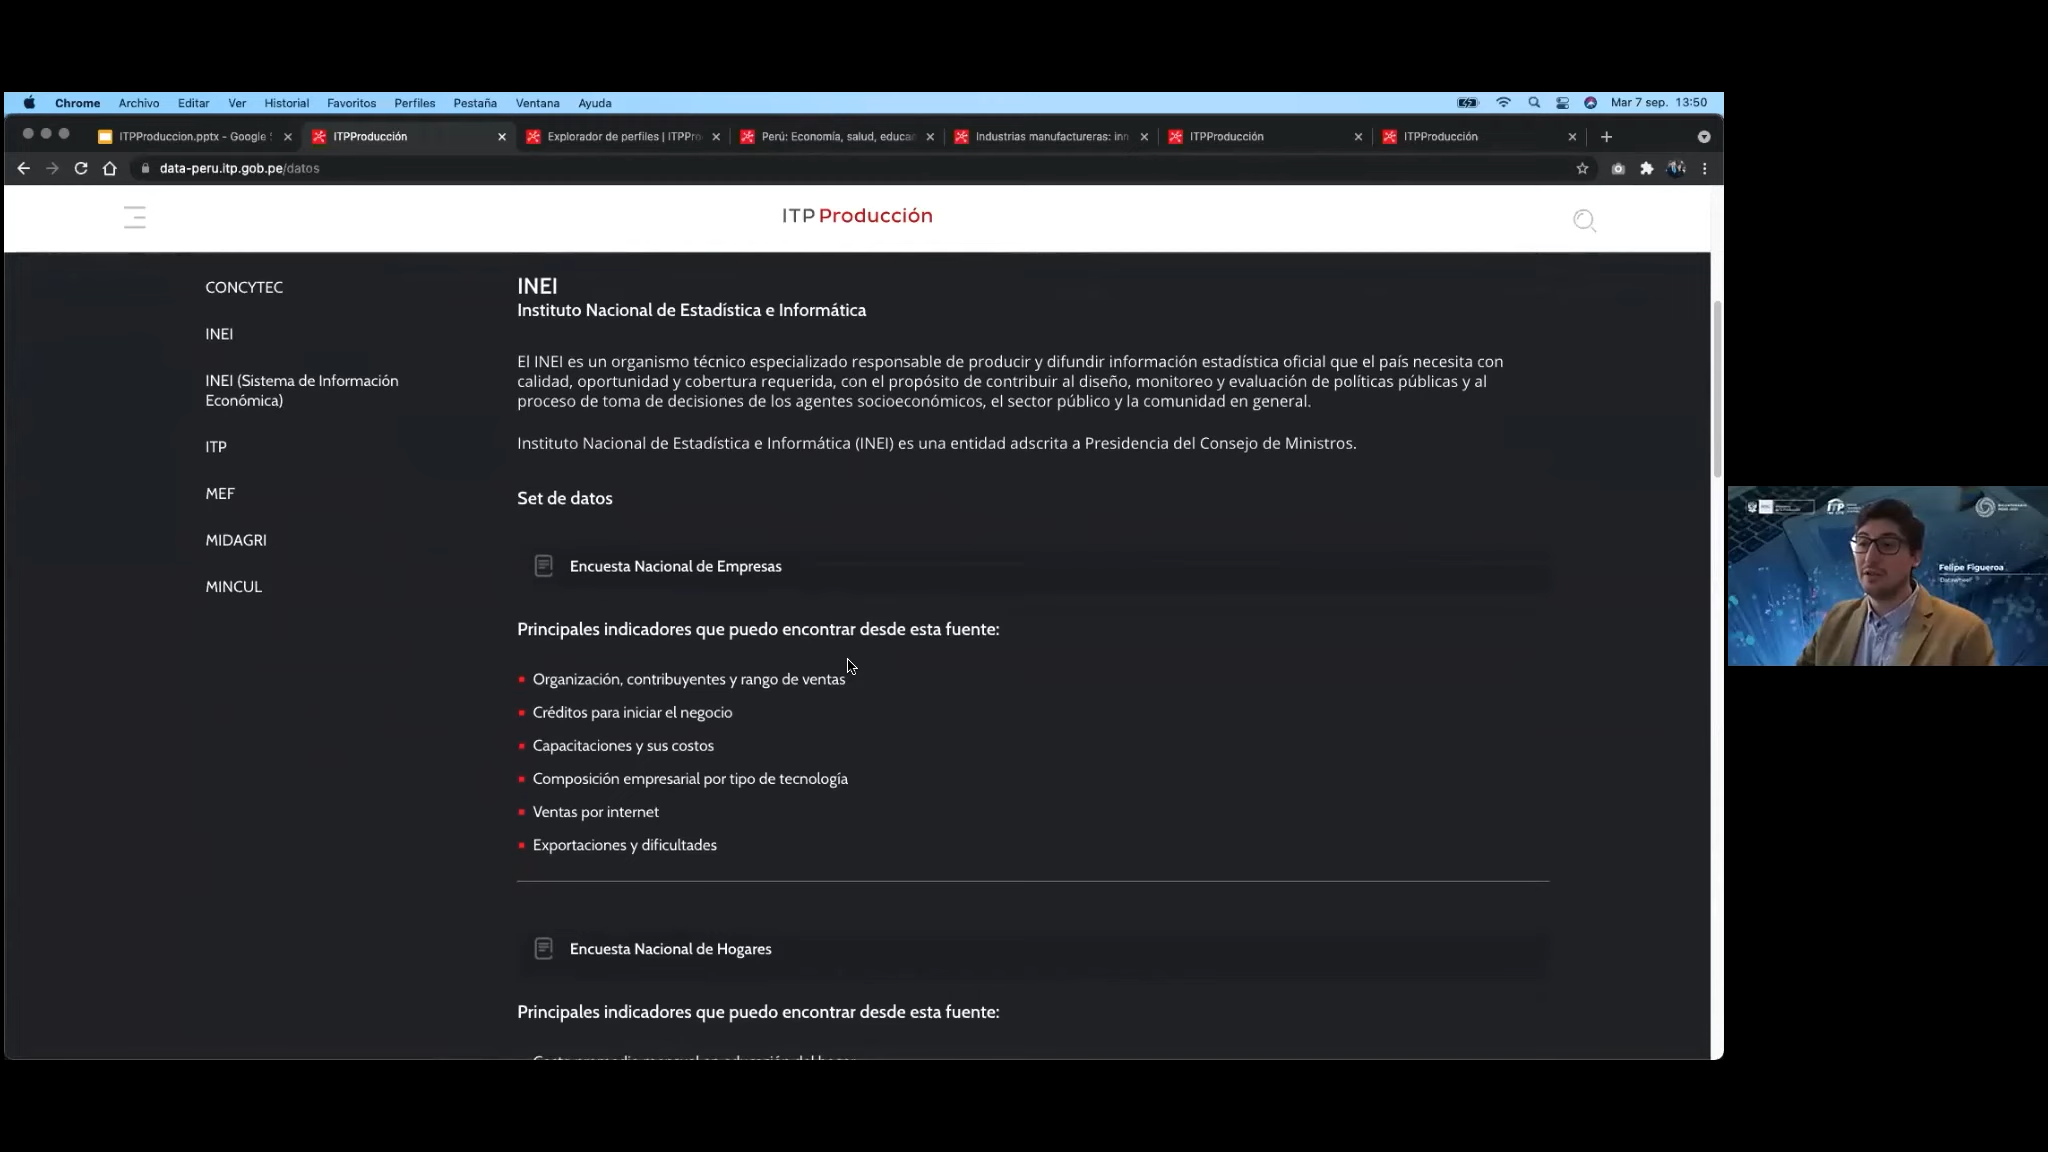 Chrome Archivo Editar Ver Historial Favoritos Perfiles Pestaña Ventana Ayuda Mar 7 sep. 13:50
ITPProduccion.pptx - Google ITPProducción Explorador de perfiles | ITPPro Perú: Economía, salud, educa Industrias manufactureras: inn ITPProducción ITPProducción
data-peru.itp.gob.pe/datos
ITP Producción
CONCYTEC
INEI
INEI (Sistema de Información
Económica)
ITP
MEF
MIDAGRI
MINCUL
INEI
Instituto Nacional de Estadística e Informática
El INEI es un organismo técnico especializado responsable de producir y difundir información estadística oficial que el país necesita con
calidad, oportunidad y cobertura requerida, con el propósito de contribuir al diseño, monitoreo y evaluación de políticas públicas y al
proceso de toma de decisiones de los agentes socioeconómicos, el sector público y la comunidad en general.
Instituto Nacional de Estadística e Informática (INEI) es una entidad adscrita a Presidencia del Consejo de Ministros.
Set de datos
Encuesta Nacional de Empresas
Principales indicadores que puedo encontrar desde esta fuente:
Organización, contribuyentes y rango de ventas
Créditos para iniciar el negocio
Capacitaciones y sus costos
Composición empresarial por tipo de tecnología
Ventas por internet
Exportaciones y dificultades
Encuesta Nacional de Hogares
Principales indicadores que puedo encontrar desde esta fuente:
ITP
Felipe Figueroa